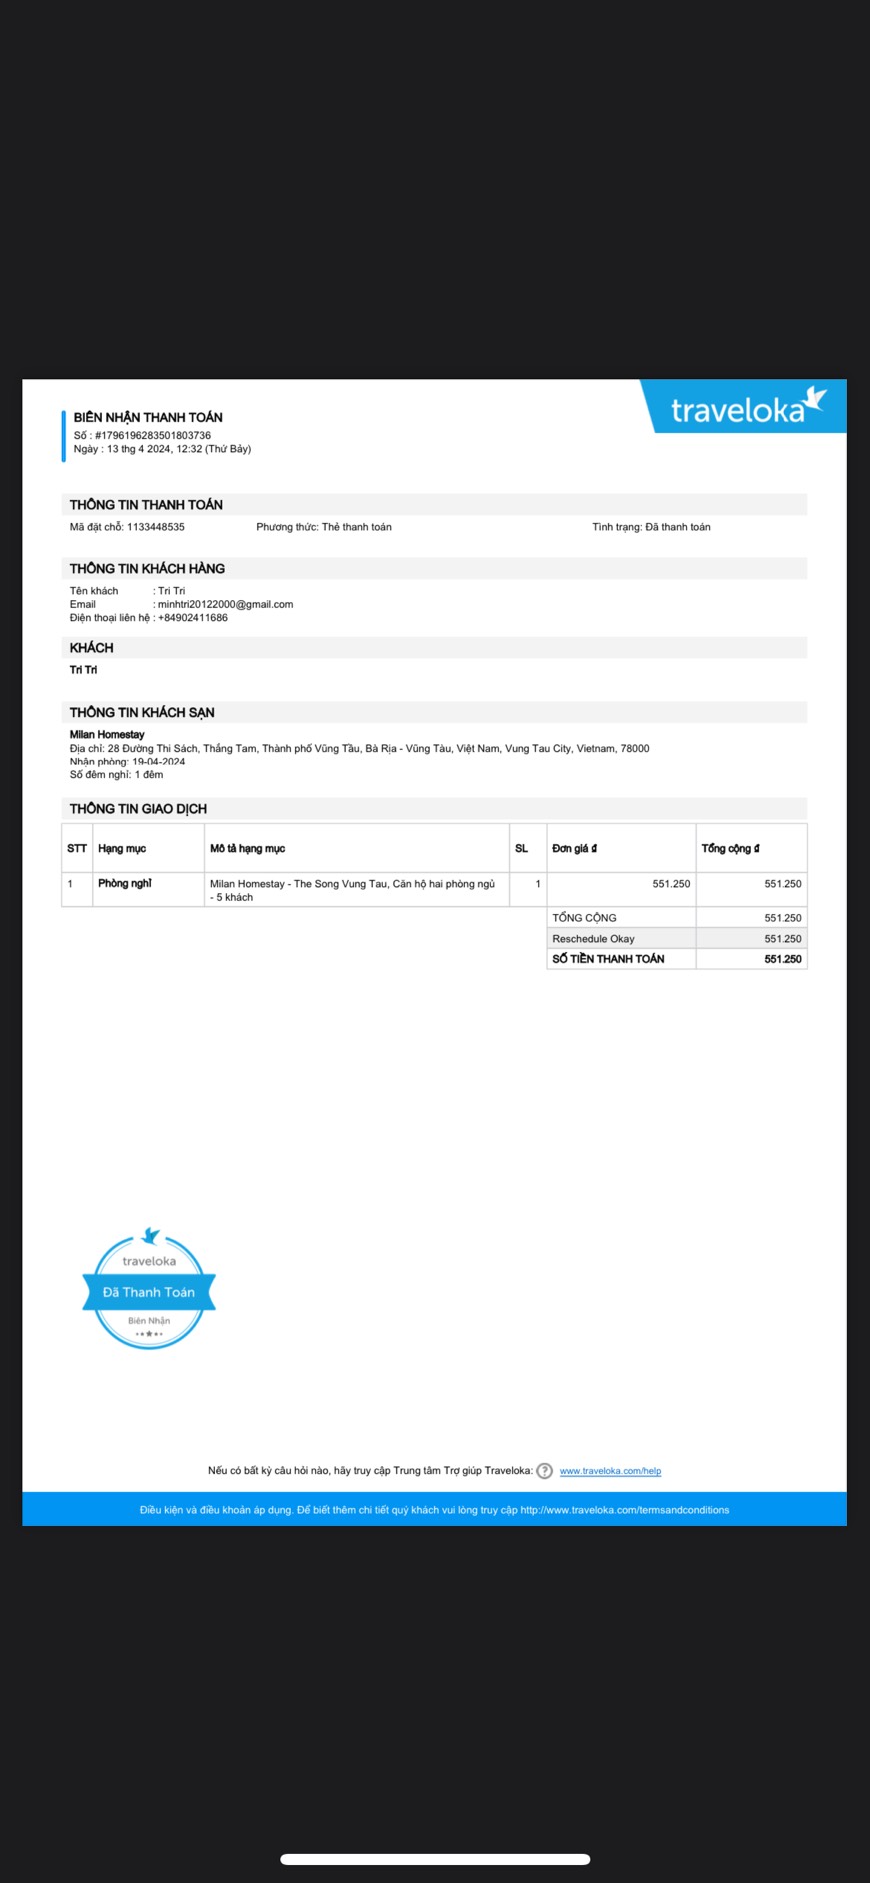 traveloka
BIÊN NHẬN THANH TOÁN
Số : #1796196283501803736
Ngày : 13 thg 4 2024, 12:32 (Thứ Bảy)
THÔNG TIN THANH TOÁN
Mã đặt chỗ: 1133448535 Phương thức: Thẻ thanh toán Tình trạng: Đã thanh toán
THÔNG TIN KHÁCH HÀNG
Tên khách : Tri Tri
Email : minhtri20122000@gmail.com
Điện thoại liên hệ : +84902411686
KHÁCH
Tri Tri
THÔNG TIN KHÁCH SẠN
Milan Homestay
Địa chỉ: 28 Đường Thi Sách, Thắng Tam, Thành phố Vũng Tầu, Bà Rịa - Vũng Tàu, Việt Nam, Vung Tau City, Vietnam, 78000
Nhận phòng: 19-04-2024
Số đêm nghỉ: 1 đêm
THÔNG TIN GIAO DỊCH
STT Hạng mục Mô tả hạng mục SL Đơn giá ₫ Tổng cộng ₫
1 Phòng nghỉ Milan Homestay - The Song Vung Tau, Căn hộ hai phòng ngủ 1 551.250 551.250
- 5 khách
TỔNG CỘNG 551.250
Reschedule Okay 551.250
SỐ TIỀN THANH TOÁN 551.250
traveloka
Đã Thanh Toán
Biên Nhận
Nếu có bất kỳ câu hỏi nào, hãy truy cập Trung tâm Trợ giúp Traveloka: ? www.traveloka.com/help
Điều kiện và điều khoản áp dụng. Để biết thêm chi tiết quý khách vui lòng truy cập http://www.traveloka.com/termsandconditions